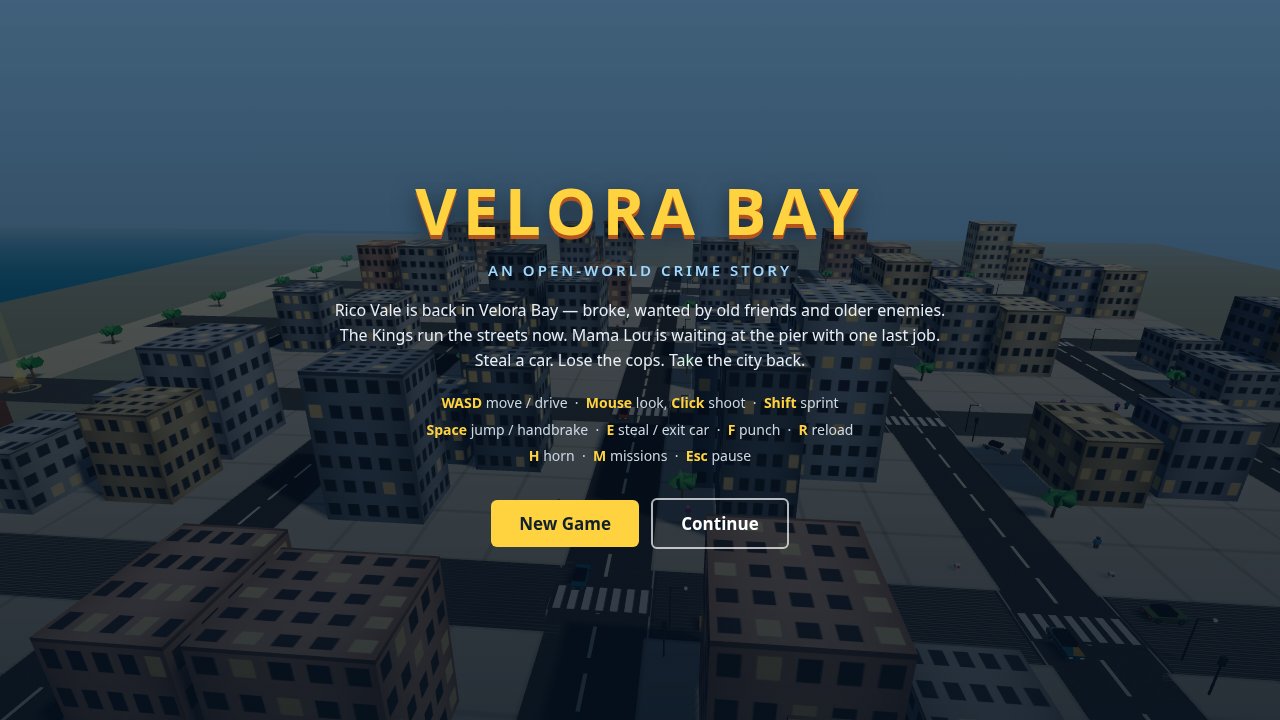 VELORA BAY
AN OPEN-WORLD CRIME STORY
Rico Vale is back in Velora Bay — broke, wanted by old friends and older enemies.
The Kings run the streets now. Mama Lou is waiting at the pier with one last job.
Steal a car. Lose the cops. Take the city back.
WASD move / drive · Mouse look, Click shoot · Shift sprint
Space jump / handbrake · E steal / exit car · F punch · R reload
H horn · M missions · Esc pause
New Game Continue